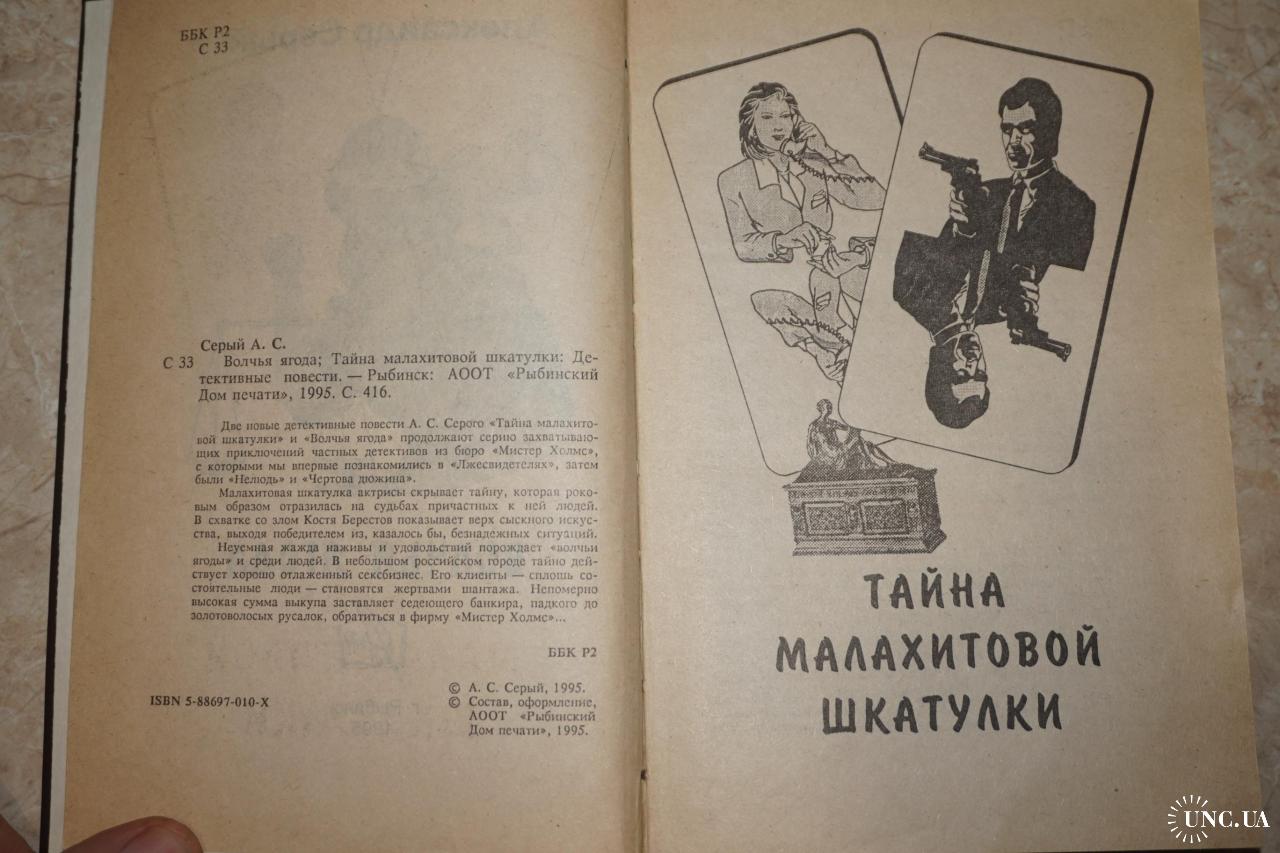 ББК Р2
С 33
Серый А. С.
С 33 Волчья ягода; Тайна малахитовой шкатулки: Де-
тективные повести. — Рыбинск: АООТ «Рыбинский
Дом печати», 1995. С. 416.
Две новые детективные повести А. С. Серого «Тайна малахито-
вой шкатулки» и «Волчья ягода» продолжают серию захватываю-
щих приключений частных детективов из бюро «Мистер Холмс»,
с которыми мы впервые познакомились в «Лжесвидетелях», затем
были «Нелюдь» и «Чертова дюжина».
Малахитовая шкатулка актрисы скрывает тайну, которая роко-
вым образом отразилась на судьбах причастных к ней людей.
В схватке со злом Костя Берестов показывает верх сыскного искус-
ства, выходя победителем из, казалось бы, безнадежных ситуаций.
Неуемная жажда наживы и удовольствий порождает «волчьи
ягоды» и среди людей. В небольшом российском городе тайно дей-
ствует хорошо отлаженный сексбизнес. Его клиенты — сплошь со-
стоятельные люди — становятся жертвами шантажа. Непомерно
высокая сумма выкупа заставляет седеющего банкира, падкого до
золотоволосых русалок, обратиться в фирму «Мистер Холмс»...
ББК Р2
ISBN 5-88697-010-X
© А. С. Серый, 1995.
© Состав, оформление,
АООТ «Рыбинский
Дом печати», 1995.
ТАЙНА
МАЛАХИТОВОЙ
ШКАТУЛКИ
UNC.UA